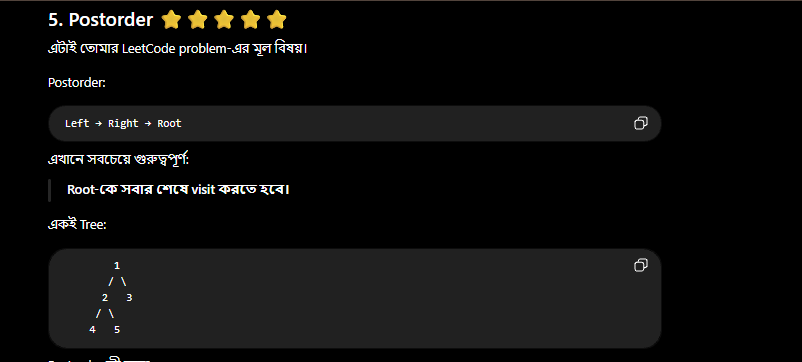 5. Postorder ⭐⭐⭐⭐⭐
এটাই তোমার LeetCode problem-এর মূল বিষয়।
Postorder:
Left → Right → Root
এখানে সবচেয়ে গুরুত্বপূর্ণ:
Root-কে সবার শেষে visit করতে হবে।
একই Tree:
        1
       / \
      2   3
     / \
    4   5